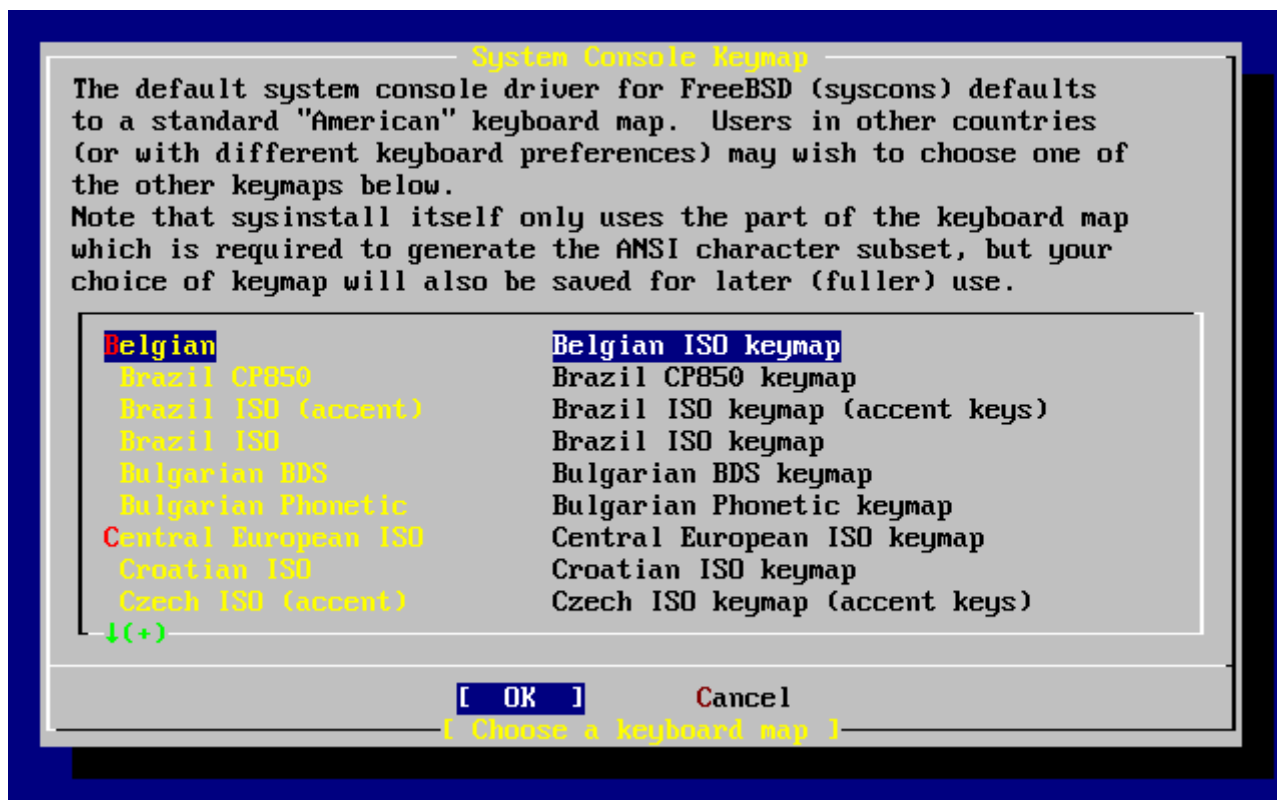 System Console Keymap
The default system console driver for FreeBSD (syscons) defaults
to a standard "American" keyboard map.  Users in other countries
(or with different keyboard preferences) may wish to choose one of
the other keymaps below.
Note that sysinstall itself only uses the part of the keyboard map
which is required to generate the ANSI character subset, but your
choice of keymap will also be saved for later (fuller) use.
Belgian Belgian ISO keymap
Brazil CP850 Brazil CP850 keymap
Brazil ISO (accent) Brazil ISO keymap (accent keys)
Brazil ISO Brazil ISO keymap
Bulgarian BDS Bulgarian BDS keymap
Bulgarian Phonetic Bulgarian Phonetic keymap
Central European ISO Central European ISO keymap
Croatian ISO Croatian ISO keymap
Czech ISO (accent) Czech ISO keymap (accent keys)
↓(+)
[ OK ] Cancel
[ Choose a keyboard map ]